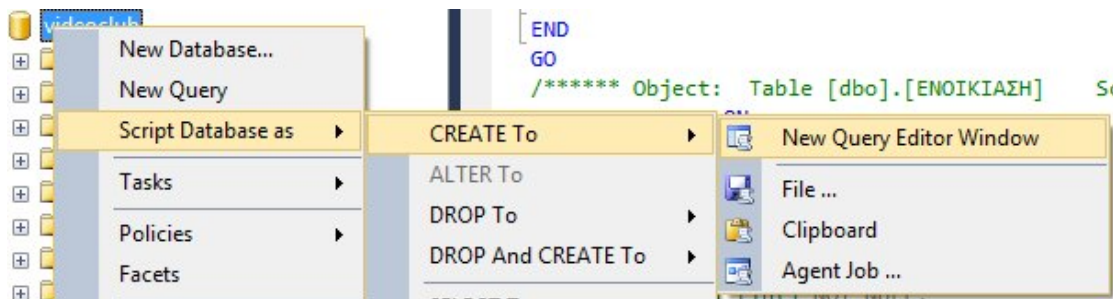 videoclub
New Database...
New Query
Script Database as
Tasks
Policies
Facets
CREATE To
ALTER To
DROP To
DROP And CREATE To
New Query Editor Window
File ...
Clipboard
Agent Job ...
END
GO
/****** Object:  Table [dbo].[ΕΝΟΙΚΙΑΣΗ]